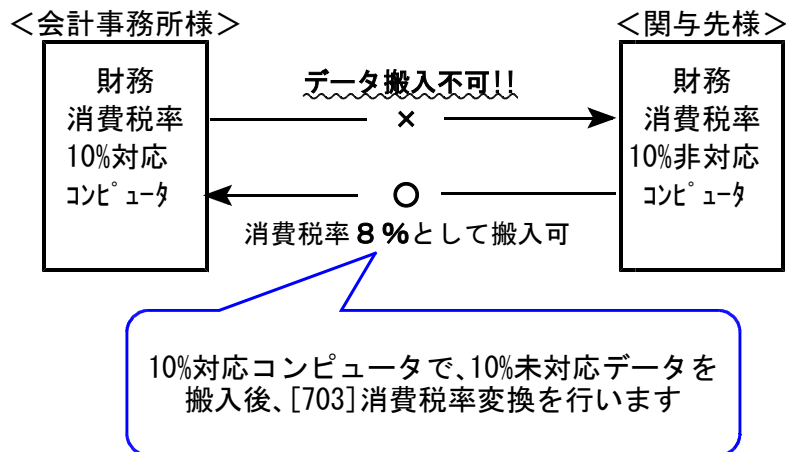 ＜会計事務所様＞
＜関与先様＞
財務
消費税率
10%対応
ｺﾝﾋﾟｭｰﾀ
データ搬入不可!!
×
○
消費税率８％として搬入可
財務
消費税率
10%非対応
ｺﾝﾋﾟｭｰﾀ
10%対応コンピュータで、10%未対応データを
搬入後、[703]消費税率変換を行います